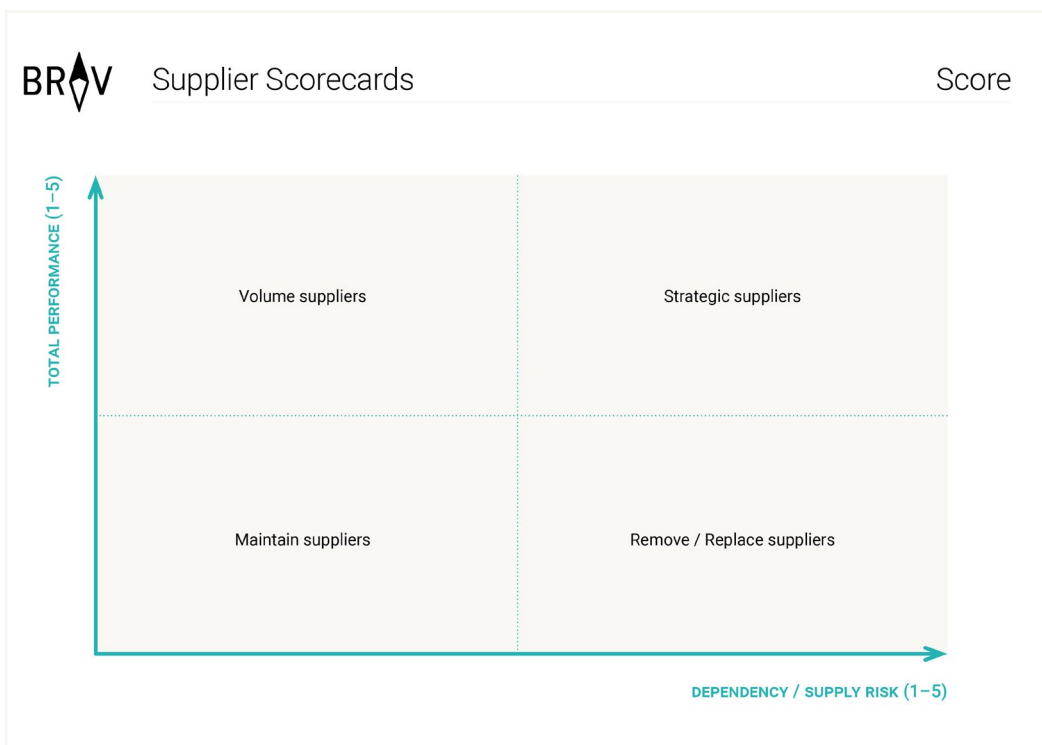 BRAV
Supplier Scorecards
Score
TOTAL PERFORMANCE (1–5)
Volume suppliers
Strategic suppliers
Maintain suppliers
Remove / Replace suppliers
DEPENDENCY / SUPPLY RISK (1–5)